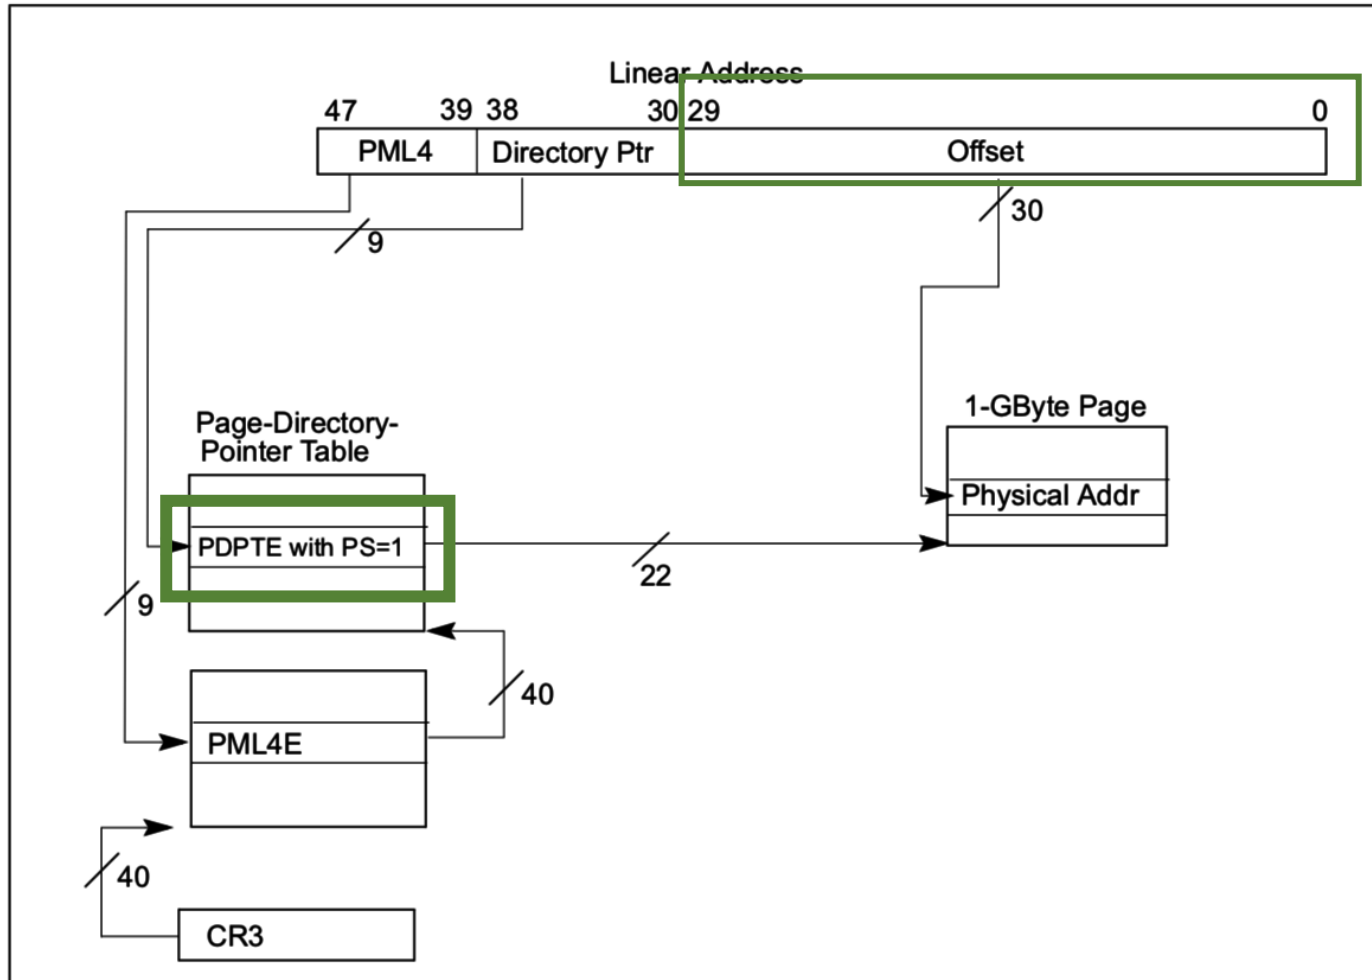 Linear Address
47 39 38 30 29 0
PML4 Directory Ptr Offset
9
30
Page-Directory-
Pointer Table
1-GByte Page
Physical Addr
PDPTE with PS=1
22
9
40
PML4E
40
CR3